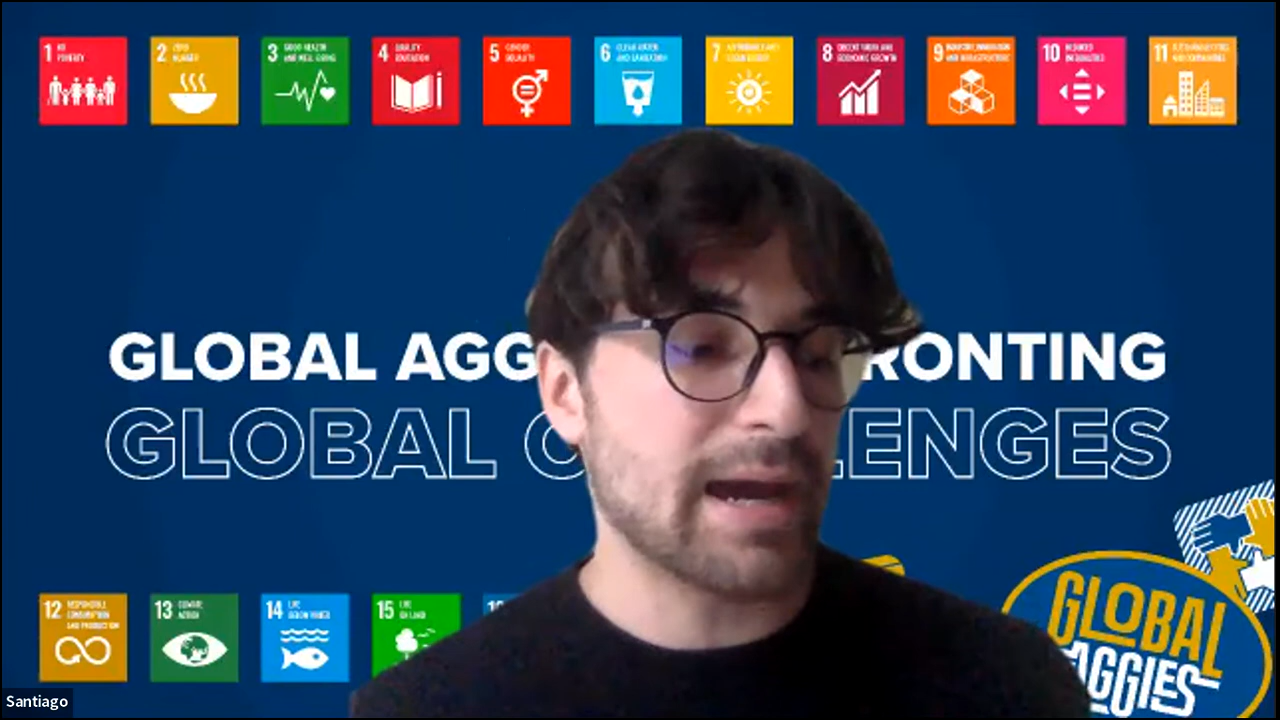 1 NO POVERTY
2 ZERO HUNGER
3 GOOD HEALTH AND WELL-BEING
4 QUALITY EDUCATION
5 GENDER EQUALITY
6 CLEAN WATER AND SANITATION
7 AFFORDABLE AND CLEAN ENERGY
8 DECENT WORK AND ECONOMIC GROWTH
9 INDUSTRY, INNOVATION AND INFRASTRUCTURE
10 REDUCED INEQUALITIES
11 SUSTAINABLE CITIES AND COMMUNITIES
GLOBAL AGG RONTING
GLOBAL LENGES
12 RESPONSIBLE CONSUMPTION AND PRODUCTION
13 CLIMATE ACTION
14 LIFE BELOW WATER
15 LIFE ON LAND
GLOBAL
AGGIES
Santiago